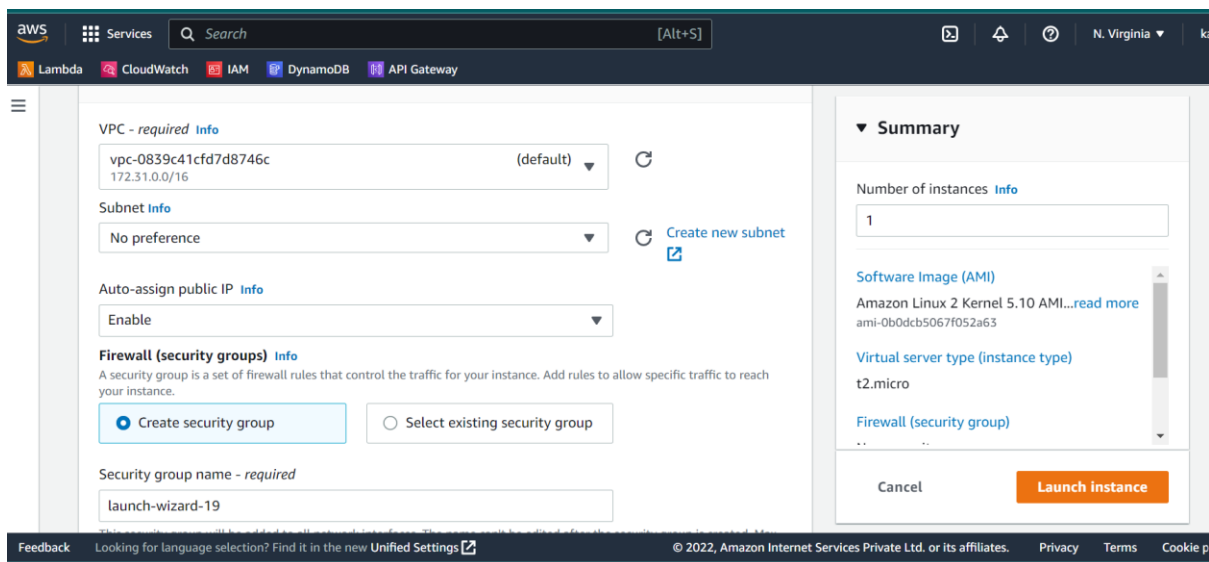 aws Services Search [Alt+S] N. Virginia
Lambda CloudWatch IAM DynamoDB API Gateway
VPC - required Info
vpc-0839c41cfd7d8746c (default)
172.31.0.0/16
Subnet Info
No preference
Create new subnet
Auto-assign public IP Info
Enable
Firewall (security groups) Info
A security group is a set of firewall rules that control the traffic for your instance. Add rules to allow specific traffic to reach
your instance.
Create security group
Select existing security group
Security group name - required
launch-wizard-19
Summary
Number of instances Info
1
Software Image (AMI)
Amazon Linux 2 Kernel 5.10 AMI...read more
ami-0b0dcb5067f052a63
Virtual server type (instance type)
t2.micro
Firewall (security group)
Cancel Launch instance
Feedback Looking for language selection? Find it in the new Unified Settings © 2022, Amazon Internet Services Private Ltd. or its affiliates. Privacy Terms Cookie p